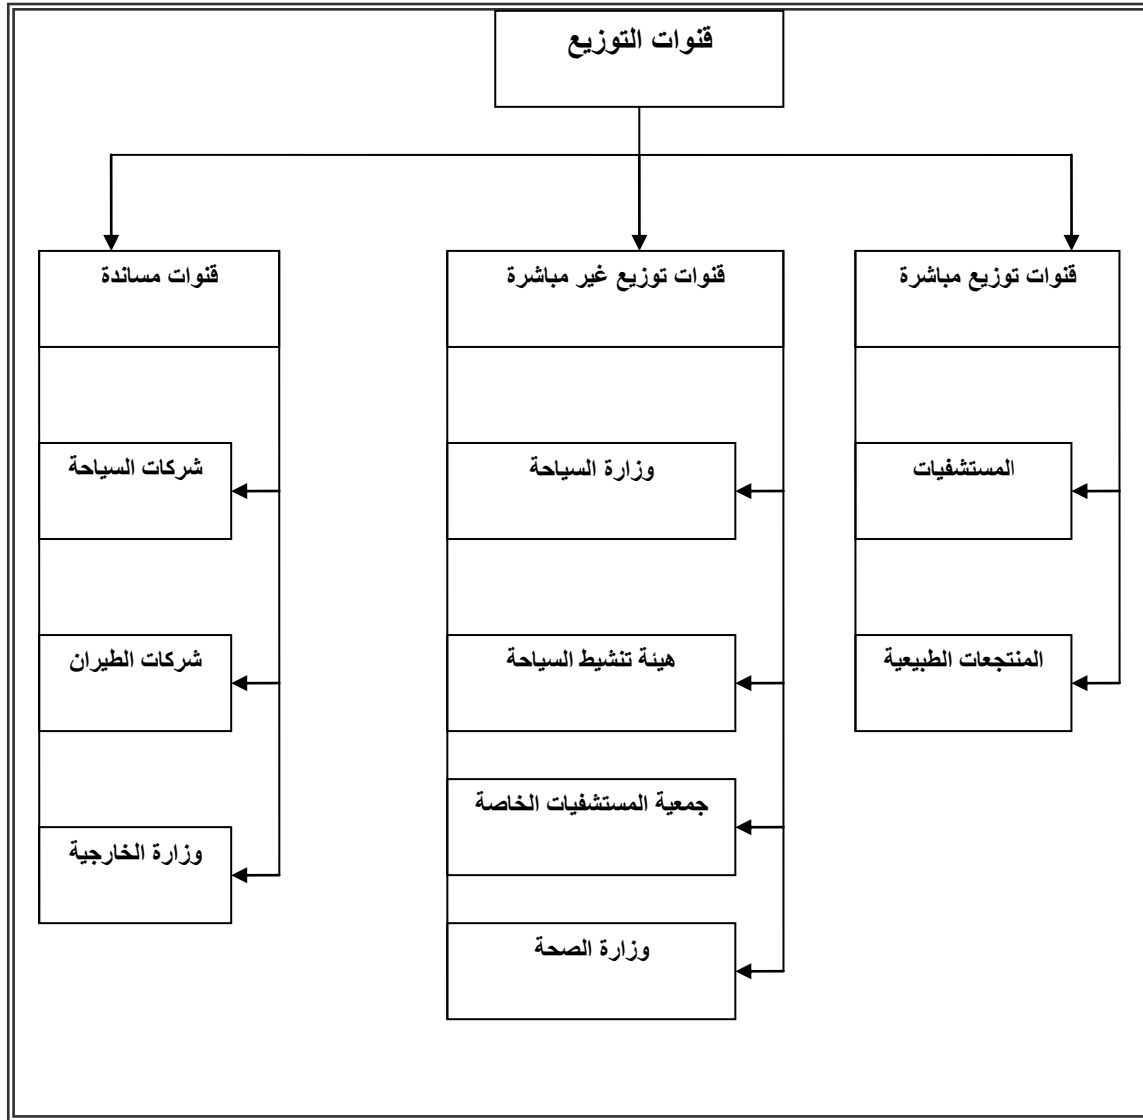 قنوات التوزيع
قنوات توزيع مباشرة
المستشفيات
المنتجعات الطبيعية
قنوات توزيع غير مباشرة
وزارة السياحة
هيئة تنشيط السياحة
جمعية المستشفيات الخاصة
وزارة الصحة
قنوات مساندة
شركات السياحة
شركات الطيران
وزارة الخارجية